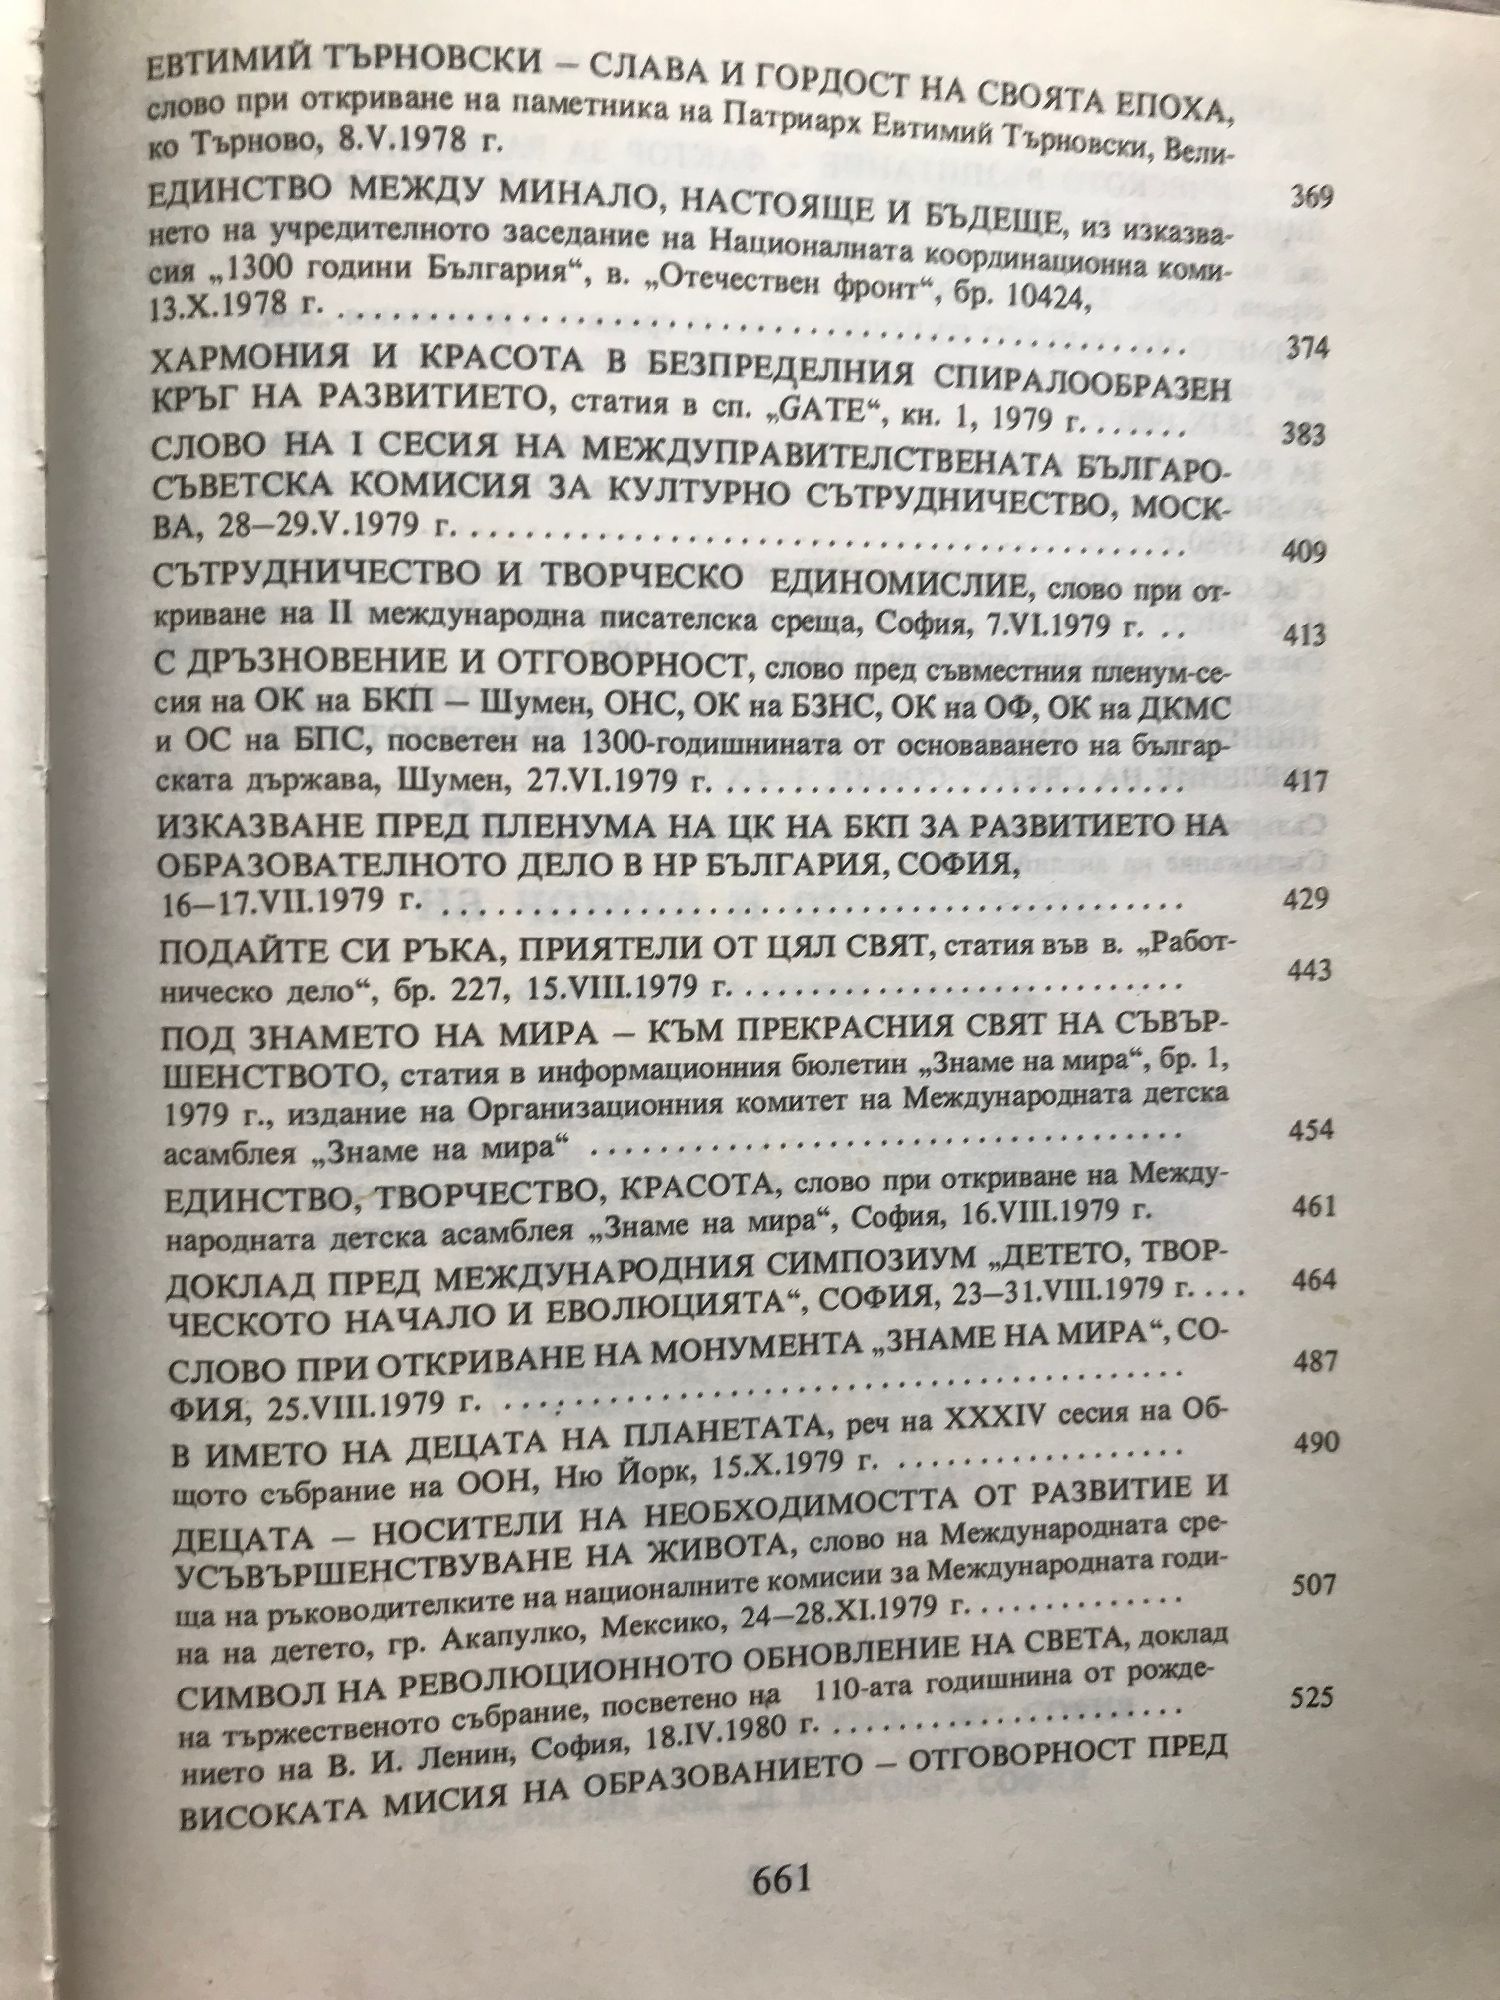 ЕВТИМИЙ ТЪРНОВСКИ – СЛАВА И ГОРДОСТ НА СВОЯТА ЕПОХА,
слово при откриване на паметника на Патриарх Евтимий Търновски, Вели-
ко Търново, 8.V.1978 г. 369
ЕДИНСТВО МЕЖДУ МИНАЛО, НАСТОЯЩЕ И БЪДЕЩЕ, из изказва-
нето на учредителното заседание на Националната координационна коми-
сия „1300 години България“, в. „Отечествен фронт“, бр. 10424,
13.X.1978 г. . . . . . . . . . . . . . . . . . . . 374
ХАРМОНИЯ И КРАСОТА В БЕЗПРЕДЕЛНИЯ СПИРАЛООБРАЗЕН
КРЪГ НА РАЗВИТИЕТО, статия в сп. „GATE“, кн. 1, 1979 г. . . . . . . 383
СЛОВО НА I СЕСИЯ НА МЕЖДУПРАВИТЕЛСТВЕНАТА БЪЛГАРО-
СЪВЕТСКА КОМИСИЯ ЗА КУЛТУРНО СЪТРУДНИЧЕСТВО, МОСК-
ВА, 28–29.V.1979 г. . . . . . . . . . . . . . . . . . . . 409
СЪТРУДНИЧЕСТВО И ТВОРЧЕСКО ЕДИНОМИСЛИЕ, слово при от-
криване на II международна писателска среща, София, 7.VI.1979 г. . . 413
С ДРЪЗНОВЕНИЕ И ОТГОВОРНОСТ, слово пред съвместния пленум-се-
сия на ОК на БКП – Шумен, ОНС, ОК на БЗНС, ОК на ОФ, ОК на ДКМС
и ОС на БПС, посветен на 1300-годишнината от основаването на българ-
ската държава, Шумен, 27.VI.1979 г. . . . . . . . . . . . . . . . . . . . 417
ИЗКАЗВАНЕ ПРЕД ПЛЕНУМА НА ЦК НА БКП ЗА РАЗВИТИЕТО НА
ОБРАЗОВАТЕЛНОТО ДЕЛО В НР БЪЛГАРИЯ, СОФИЯ,
16–17.VII.1979 г. . . . . . . . . . . . . . . . . . . . 429
ПОДАЙТЕ СИ РЪКА, ПРИЯТЕЛИ ОТ ЦЯЛ СВЯТ, статия във в. „Работ-
ническо дело“, бр. 227, 15.VIII.1979 г. . . . . . . . . . . . . . . . . . . . 443
ПОД ЗНАМЕТО НА МИРА – КЪМ ПРЕКРАСНИЯ СВЯТ НА СЪВЪР-
ШЕНСТВОТО, статия в информационния бюлетин „Знаме на мира“, бр. 1,
1979 г., издание на Организационния комитет на Международната детска
асамблея „Знаме на мира“ . . . . . . . . . . . . . . . . . . . . 454
ЕДИНСТВО, ТВОРЧЕСТВО, КРАСОТА, слово при откриване на Между-
народната детска асамблея „Знаме на мира“, София, 16.VIII.1979 г. 461
ДОКЛАД ПРЕД МЕЖДУНАРОДНИЯ СИМПОЗИУМ „ДЕТЕТО, ТВОР-
ЧЕСКОТО НАЧАЛО И ЕВОЛЮЦИЯТА“, СОФИЯ, 23–31.VIII.1979 г. . . . 464
СЛОВО ПРИ ОТКРИВАНЕ НА МОНУМЕНТА „ЗНАМЕ НА МИРА“, СО-
ФИЯ, 25.VIII.1979 г. . . . . . . . . . . . . . . . . . . . 487
В ИМЕТО НА ДЕЦАТА НА ПЛАНЕТАТА, реч на XXXIV сесия на Об-
щото събрание на ООН, Ню Йорк, 15.X.1979 г. . . . . . . . . . . . . . 490
ДЕЦАТА – НОСИТЕЛИ НА НЕОБХОДИМОСТТА ОТ РАЗВИТИЕ И
УСЪВЪРШЕНСТВУВАНЕ НА ЖИВОТА, слово на Международната сре-
ща на ръководителките на националните комисии за Международната годи-
на на детето, гр. Акапулко, Мексико, 24–28.XI.1979 г. . . . . . . . . . . 507
СИМВОЛ НА РЕВОЛЮЦИОННОТО ОБНОВЛЕНИЕ НА СВЕТА, доклад
на тържественото събрание, посветено на 110-ата годишнина от рожде-
нието на В. И. Ленин, София, 18.IV.1980 г. . . . . . . . . . . . . . . . 525
ВИСОКАТА МИСИЯ НА ОБРАЗОВАНИЕТО – ОТГОВОРНОСТ ПРЕД
661